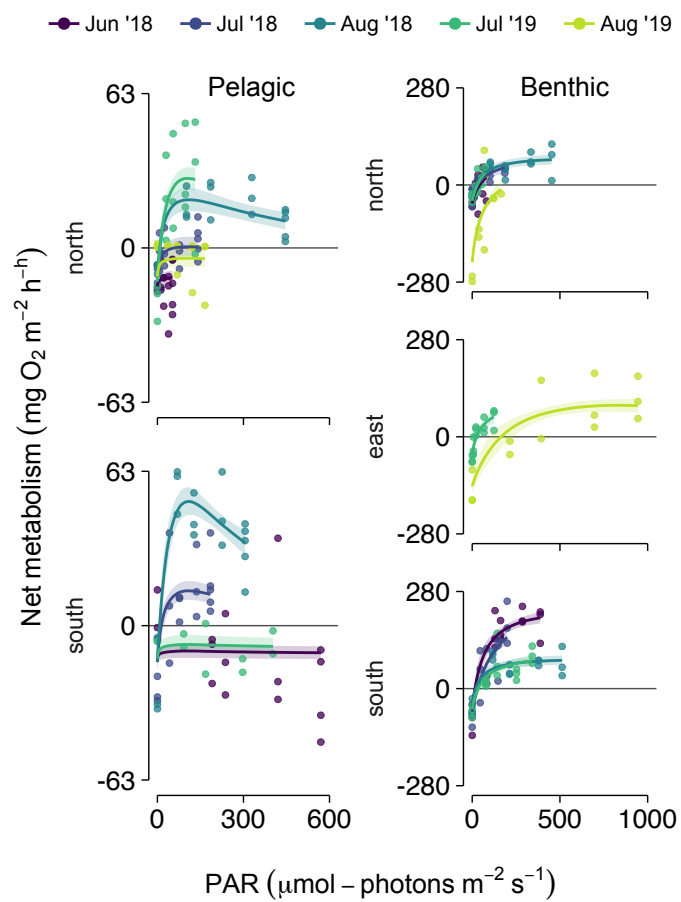 Jun '18 Jul '18 Aug '18 Jul '19 Aug '19
Pelagic Benthic
63
0
-63
north
280
0
-280
north
280
0
-280
east
63
0
-63
south
280
0
-280
south
0 300 600
0 500 1000
Net metabolism (mg O₂ m⁻² h⁻ʰ)
PAR (μmol – photons m⁻² s⁻¹)